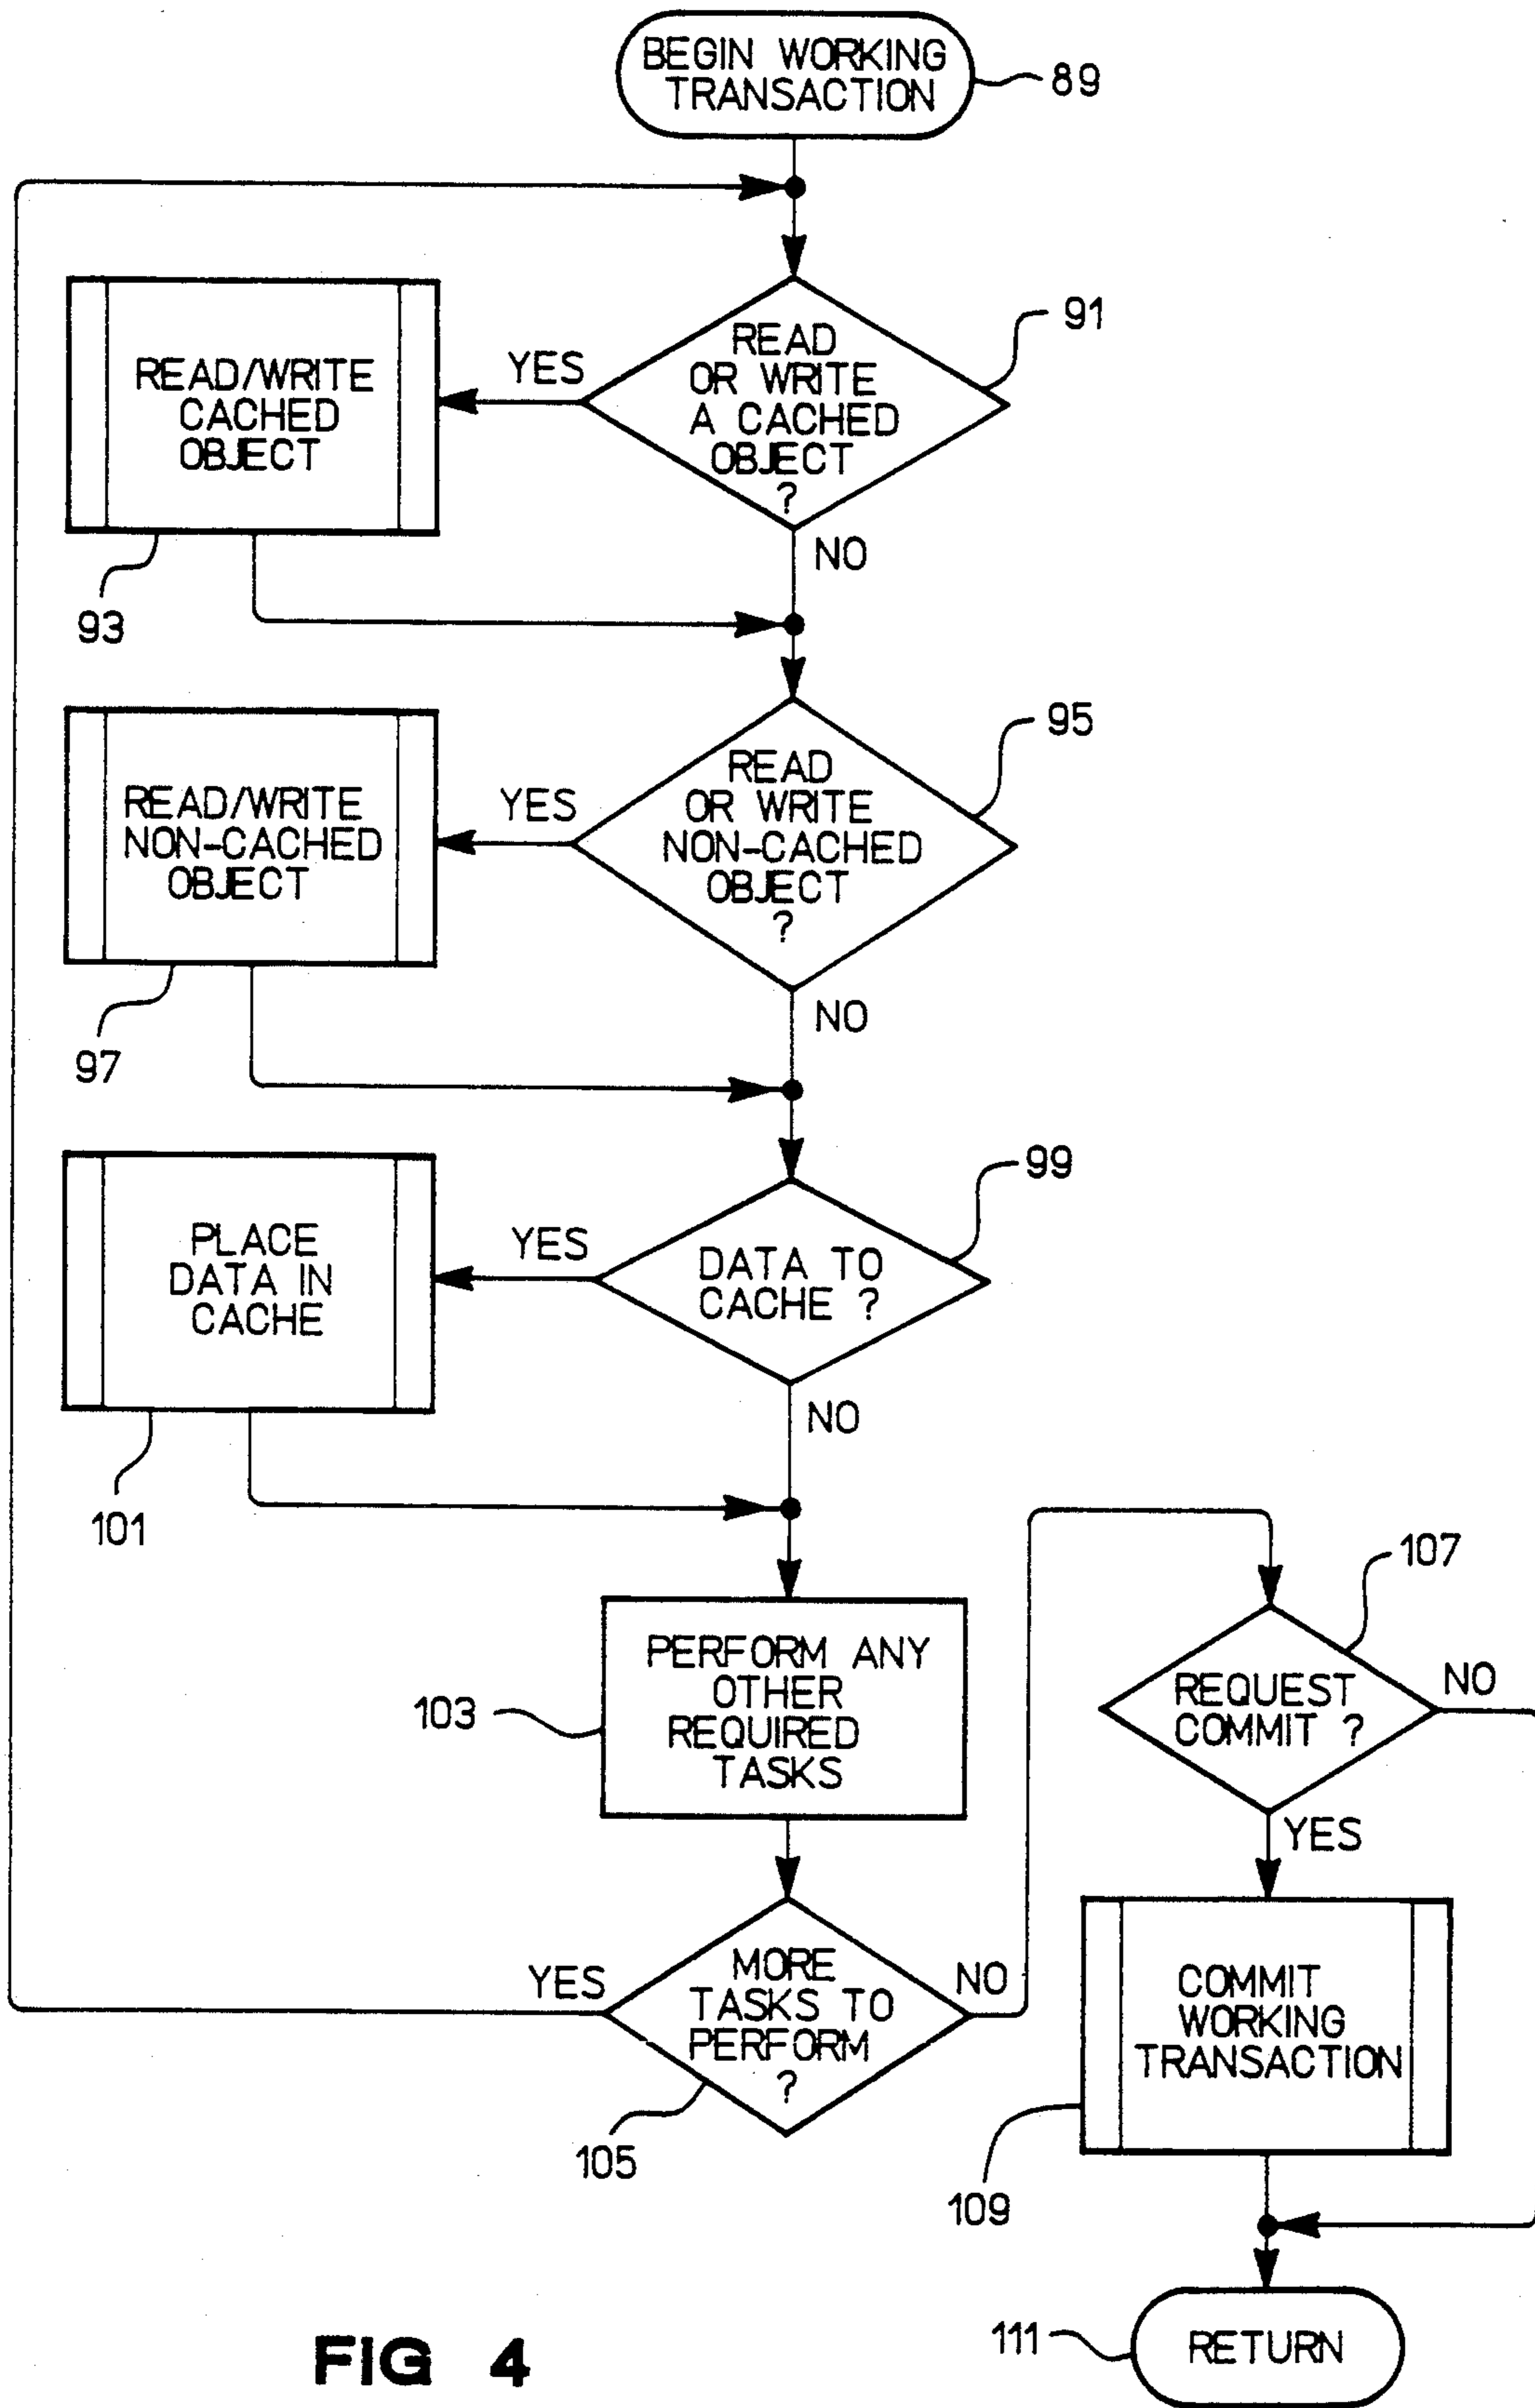 BEGIN WORKING
TRANSACTION
89
READ
OR WRITE
A CACHED
OBJECT
?
91
YES
READ/WRITE
CACHED
OBJECT
NO
93
READ
OR WRITE
NON-CACHED
OBJECT
?
95
YES
READ/WRITE
NON-CACHED
OBJECT
NO
97
DATA TO
CACHE ?
99
YES
PLACE
DATA IN
CACHE
NO
101
PERFORM ANY
OTHER
REQUIRED
TASKS
103
MORE
TASKS TO
PERFORM
?
YES
NO
105
REQUEST
COMMIT ?
107
NO
YES
COMMIT
WORKING
TRANSACTION
109
111
RETURN
FIG 4